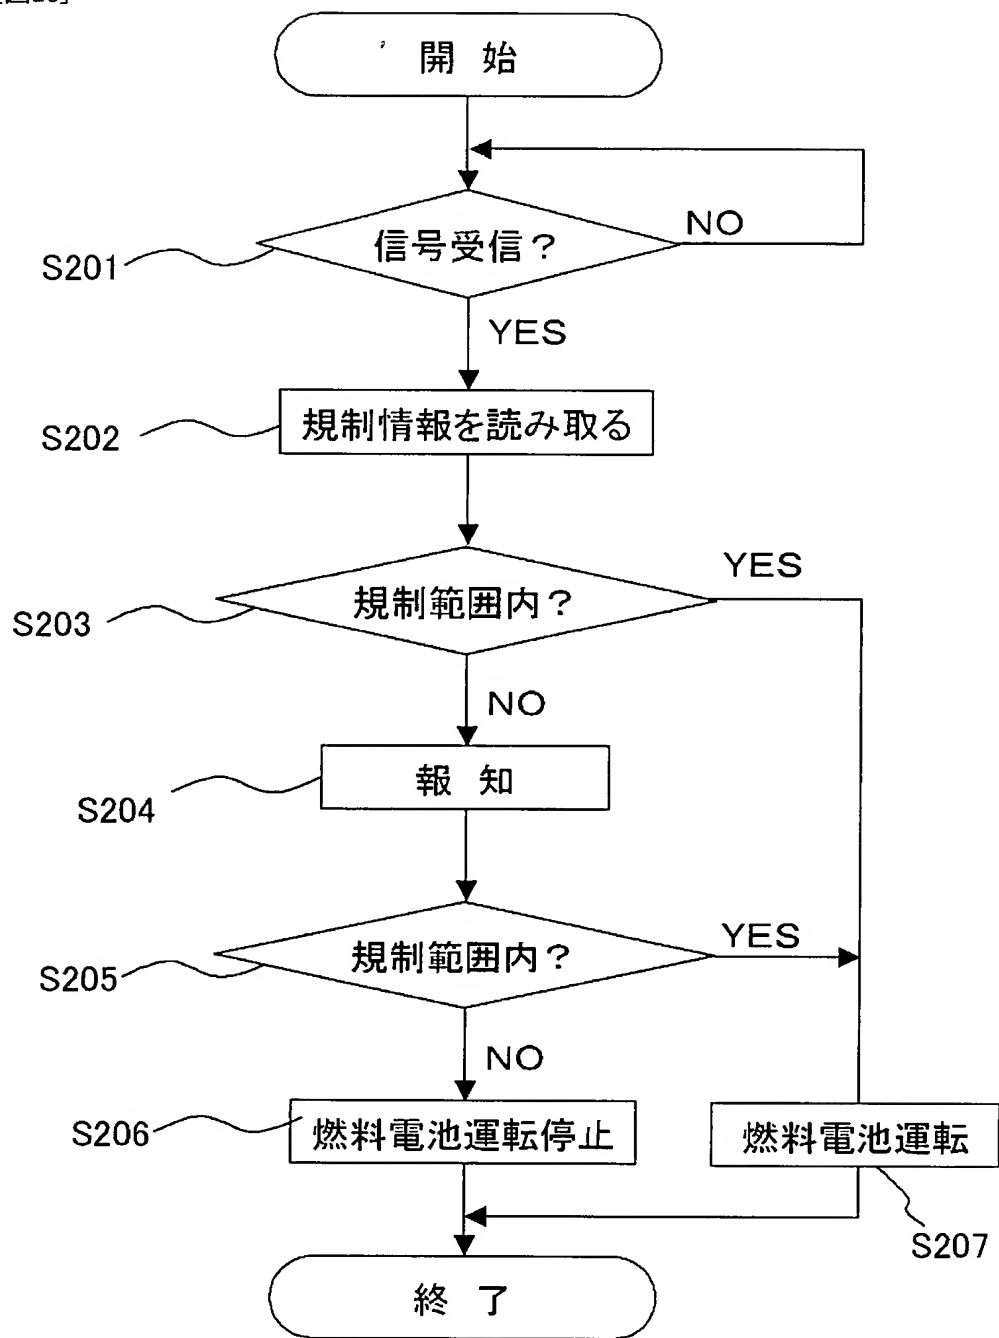 開 始
信号受信?
NO
S201
YES
S202
規制情報を読み取る
YES
規制範囲内?
S203
NO
報 知
S204
YES
規制範囲内?
S205
NO
S206
燃料電池運転停止
燃料電池運転
S207
終 了